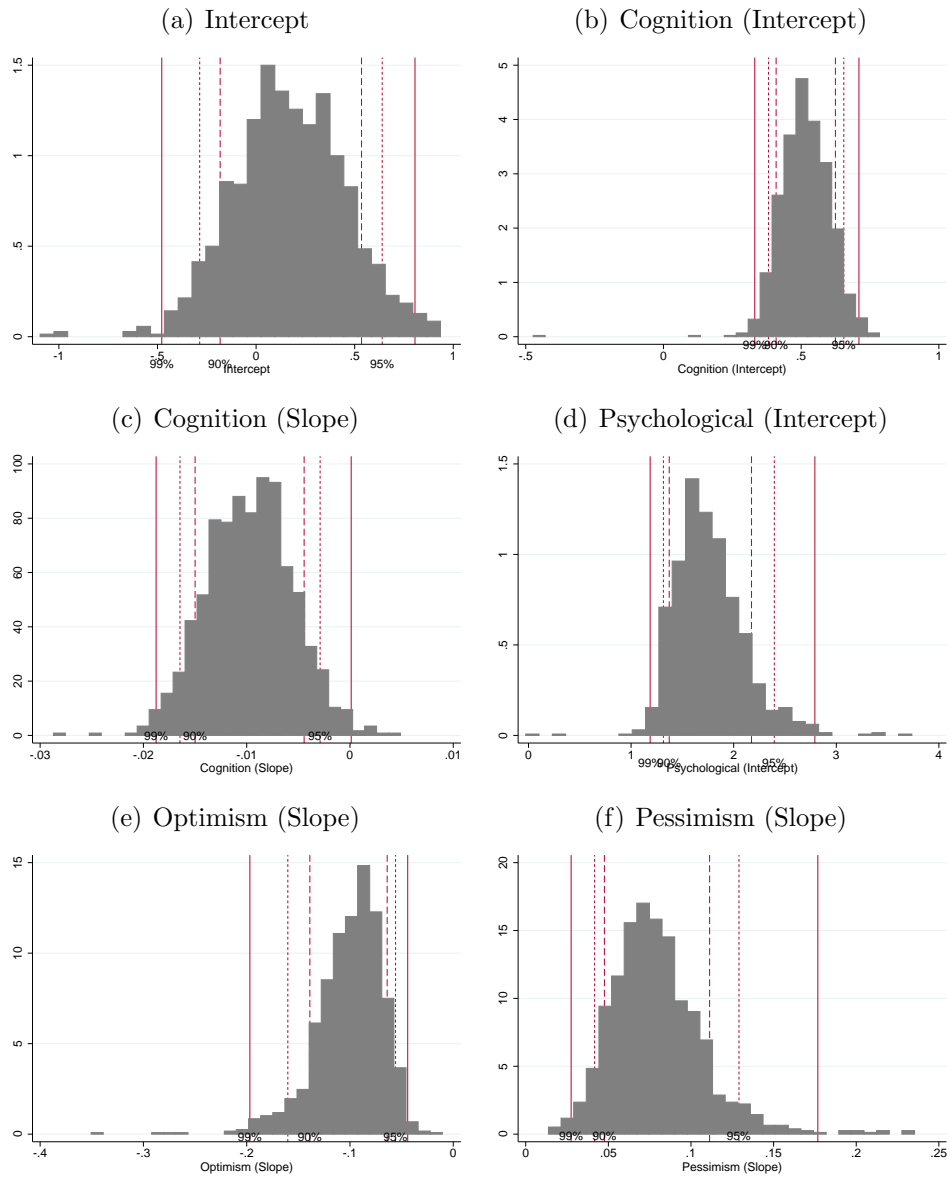 (a) Intercept
(b) Cognition (Intercept)
0 .5 1 1.5
-1 -.5 0 .5 1
99% 90% 95%
Intercept
0 1 2 3 4 5
-.5 0 .5 1
99% 90% 95%
Cognition (Intercept)
(c) Cognition (Slope)
(d) Psychological (Intercept)
0 20 40 60 80 100
99% 90% 95%
-.03 -.02 -.01 0 .01
Cognition (Slope)
0 .5 1 1.5
0 1 2 3 4
99% 90% 95%
Psychological (Intercept)
(e) Optimism (Slope)
(f) Pessimism (Slope)
0 5 10 15
99% 90% 95%
-.4 -.3 -.2 -.1 0
Optimism (Slope)
0 5 10 15 20
99% 90% 95%
0 .05 .1 .15 .2 .25
Pessimism (Slope)